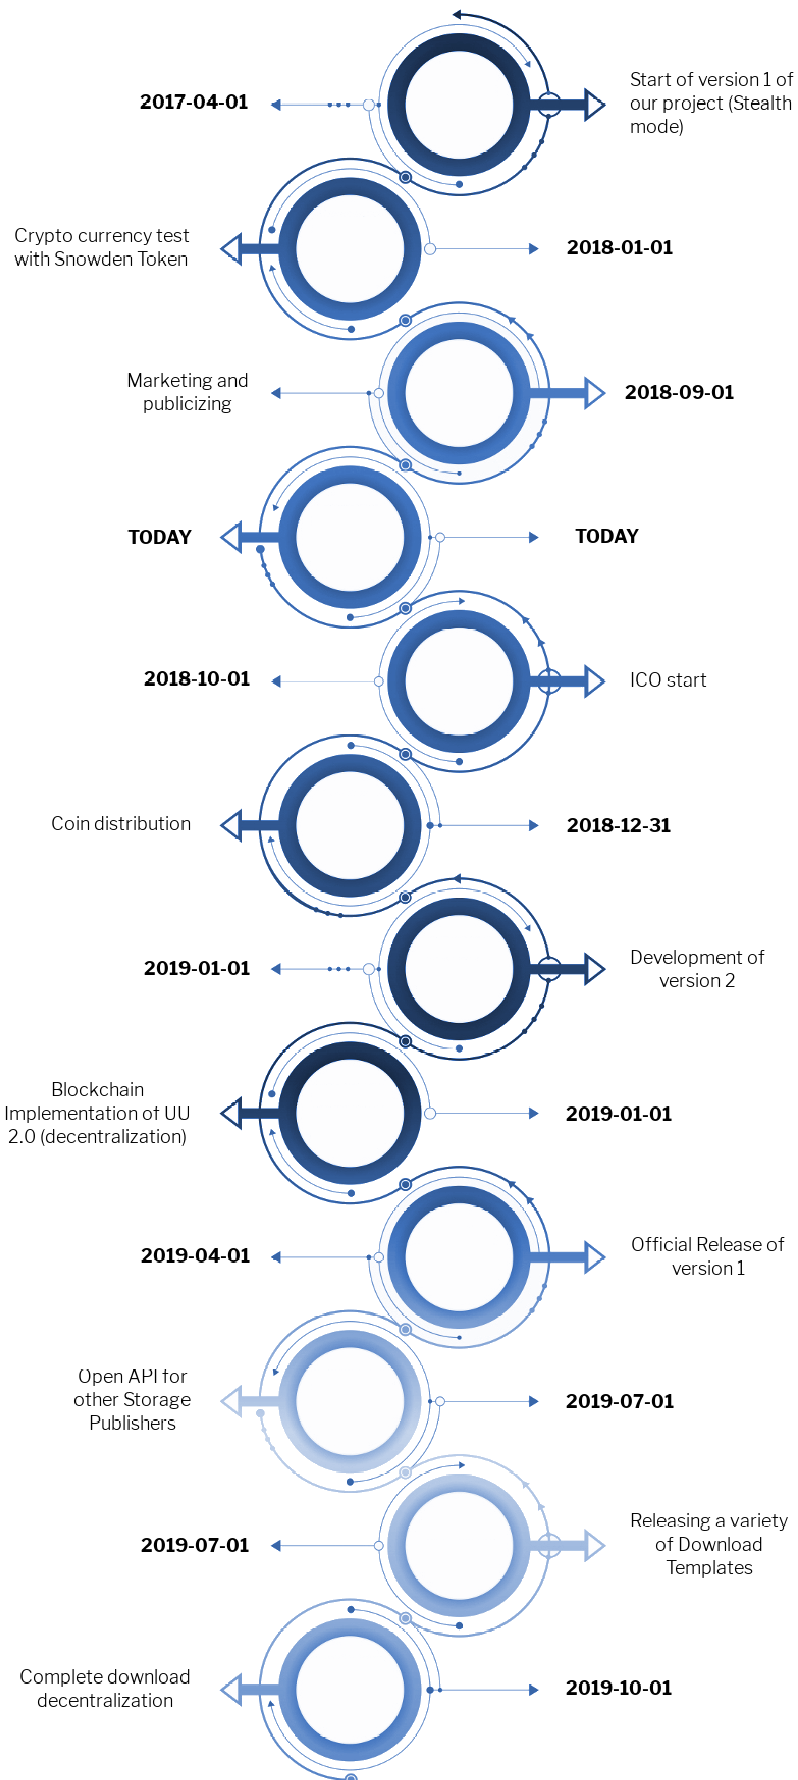 2017-04-01
Start of version 1 of
our project (Stealth
mode)
Crypto currency test
with Snowden Token
2018-01-01
Marketing and
publicizing
2018-09-01
TODAY
TODAY
2018-10-01
ICO start
Coin distribution
2018-12-31
2019-01-01
Development of
version 2
Blockchain
Implementation of UU
2.0 (decentralization)
2019-01-01
2019-04-01
Official Release of
version 1
Open API for
other Storage
Publishers
2019-07-01
2019-07-01
Releasing a variety
of Download
Templates
Complete download
decentralization
2019-10-01